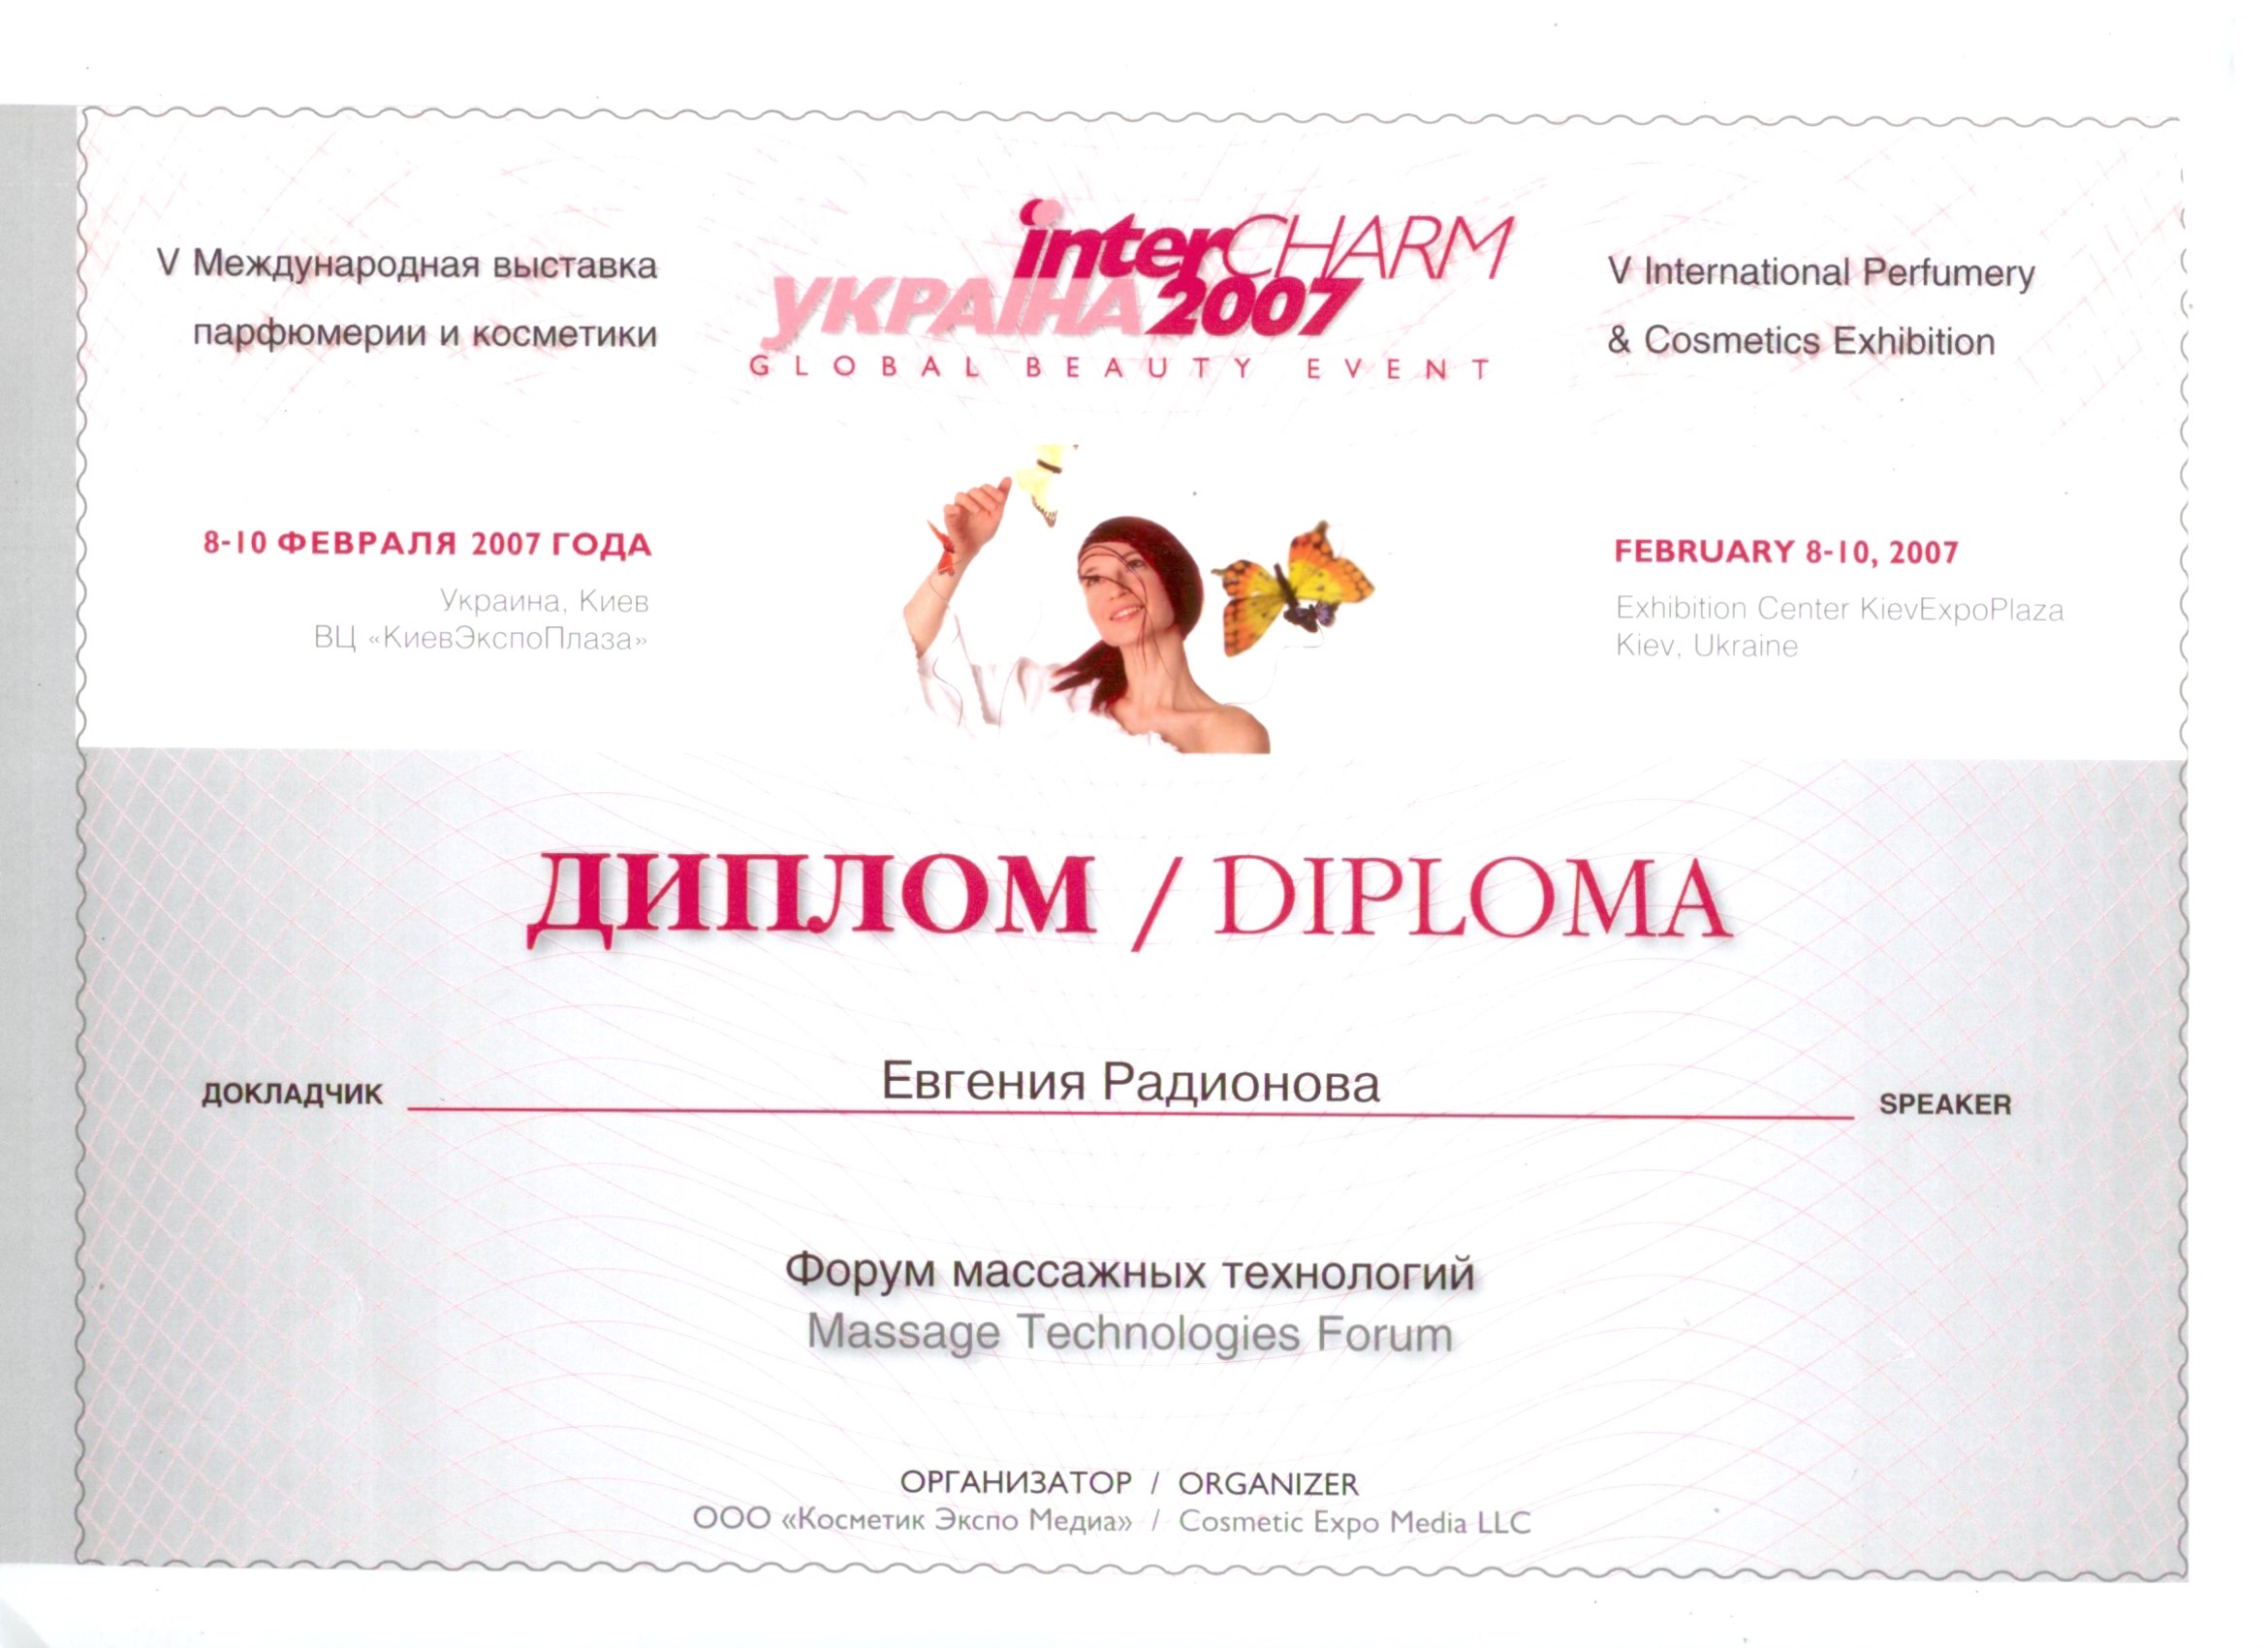 V Международная выставка
парфюмерии и косметики
interCHARM
УКРАЇНА 2007
GLOBAL BEAUTY EVENT
V International Perfumery
& Cosmetics Exhibition
8-10 ФЕВРАЛЯ 2007 ГОДА
Украина, Киев
ВЦ «КиевЭкспоПлаза»
FEBRUARY 8-10, 2007
Exhibition Center KievExpoPlaza
Kiev, Ukraine
ДИПЛОМ / DIPLOMA
ДОКЛАДЧИК Евгения Радионова SPEAKER
Форум массажных технологий
Massage Technologies Forum
ОРГАНИЗАТОР / ORGANIZER
ООО «Косметик Экспо Медиа» / Cosmetic Expo Media LLC